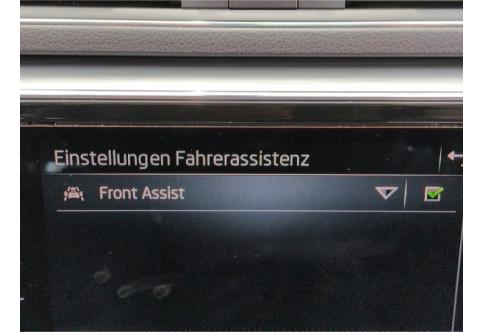 Einstellungen Fahrerassistenz
Front Assist